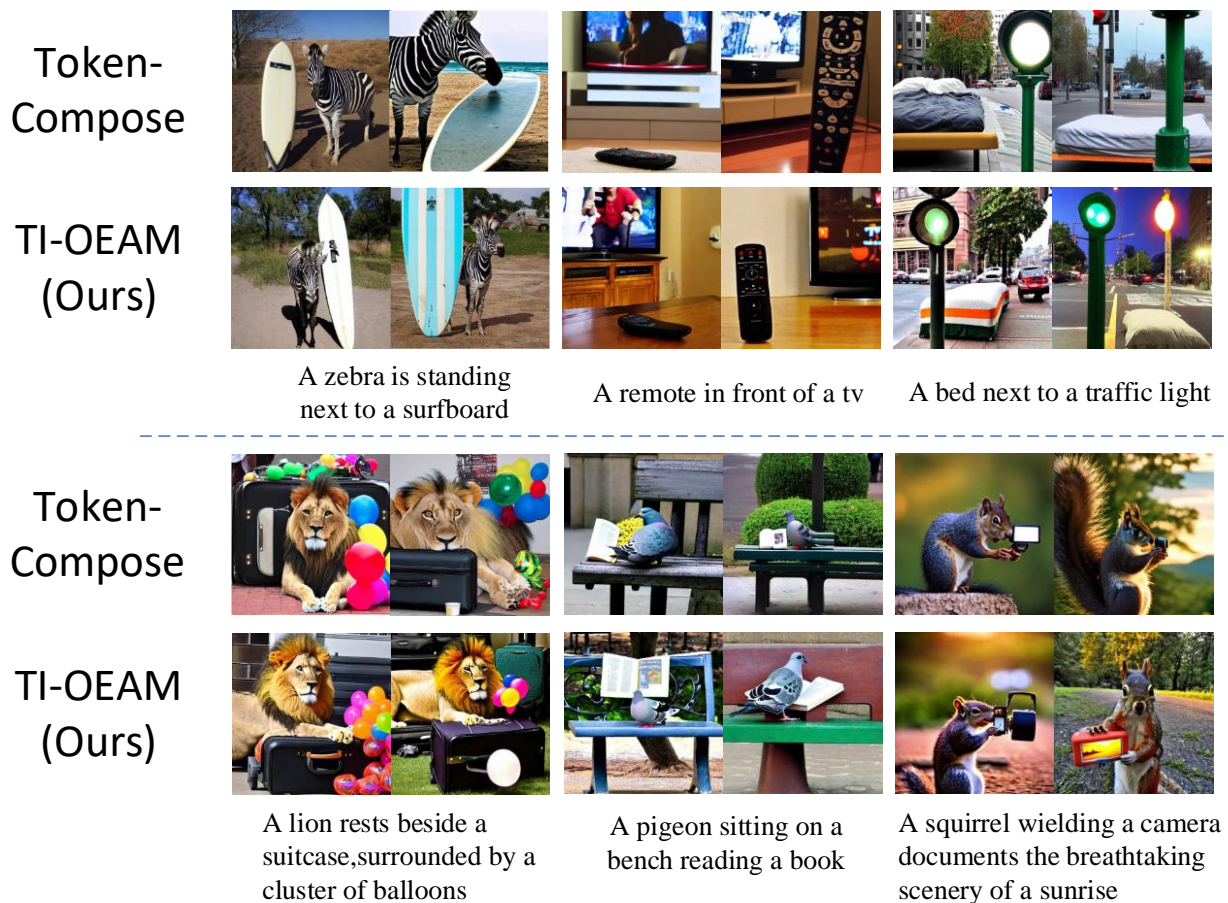 Token-
Compose
TI-OEAM
(Ours)
A zebra is standing
next to a surfboard
A remote in front of a tv
A bed next to a traffic light
Token-
Compose
TI-OEAM
(Ours)
A lion rests beside a
suitcase,surrounded by a
cluster of balloons
A pigeon sitting on a
bench reading a book
A squirrel wielding a camera
documents the breathtaking
scenery of a sunrise